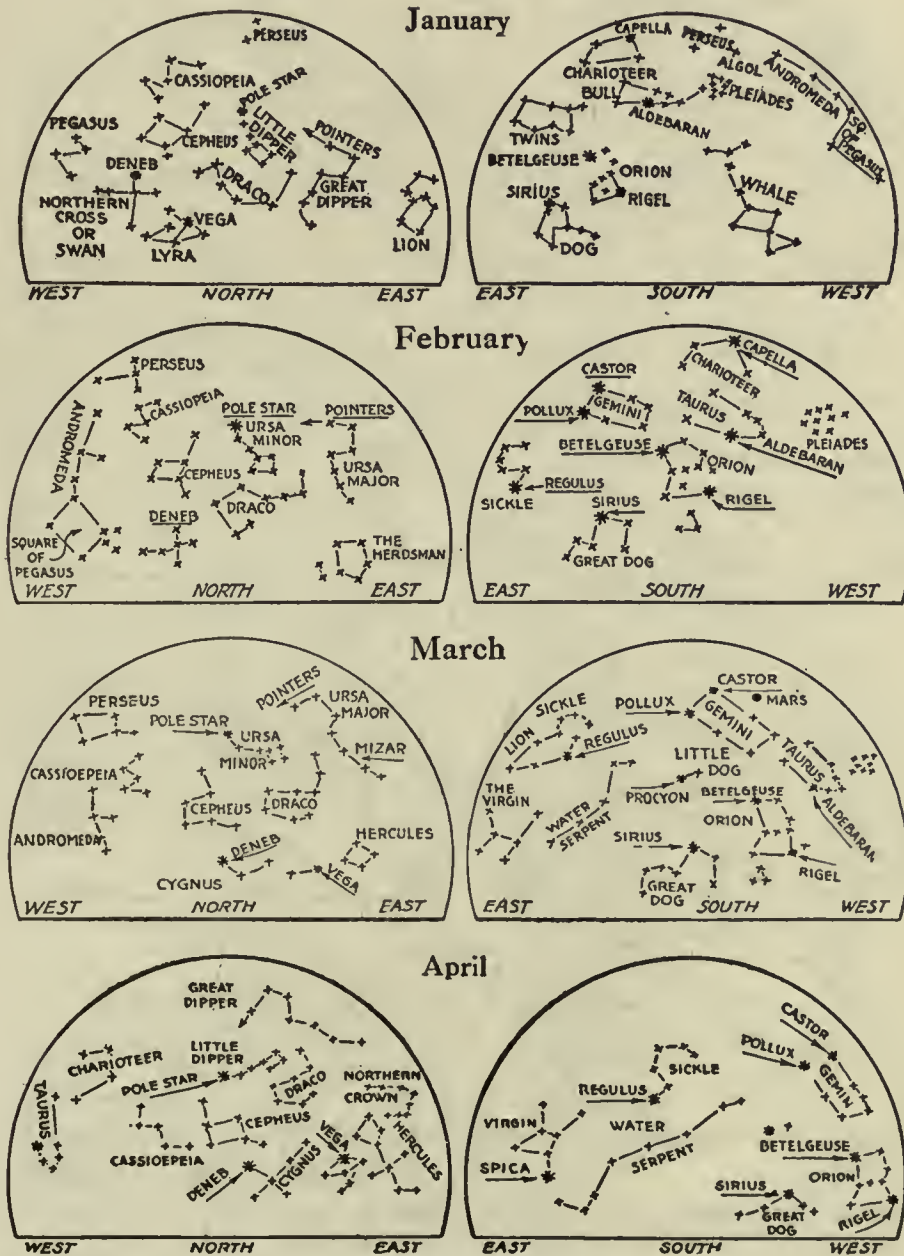 January
PERSEUS
CASSIOPEIA
POLE STAR
LITTLE
DIPPER
POINTERS
PEGASUS
CEPHEUS
DENEB
DRACO
GREAT
DIPPER
NORTHERN
CROSS
OR
SWAN
VEGA
LYRA
LION
WEST NORTH EAST
CAPELLA
PERSEUS
ALGOL
ANDROMEDA
SQ.
OF
PEGASUS
CHARIOTEER
BULL
PLEIADES
ALDEBARAN
TWINS
BETELGEUSE
ORION
SIRIUS
RIGEL
WHALE
DOG
EAST SOUTH WEST
February
PERSEUS
CASSIOPEIA
ANDROMEDA
POLE STAR
POINTERS
URSA
MINOR
CEPHEUS
URSA
MAJOR
DRACO
DENEB
SQUARE
OF
PEGASUS
THE
HERDSMAN
WEST NORTH EAST
CAPELLA
CHARIOTEER
CASTOR
GEMINI
POLLUX
TAURUS
PLEIADES
BETELGEUSE
ALDEBARAN
ORION
REGULUS
SICKLE
SIRIUS
RIGEL
GREAT DOG
EAST SOUTH WEST
March
PERSEUS
POINTERS
URSA
MAJOR
POLE STAR
URSA
MINOR
MIZAR
CASSIOEPEIA
CEPHEUS
DRACO
ANDROMEDA
HERCULES
DENEB
CYGNUS
VEGA
WEST NORTH EAST
CASTOR
MARS
SICKLE
POLLUX
GEMINI
LION
REGULUS
LITTLE
DOG
TAURUS
THE
VIRGIN
PROCYON
BETELGEUSE
WATER
SERPENT
ORION
ALDEBARAN
SIRIUS
RIGEL
GREAT
DOG
EAST SOUTH WEST
April
GREAT
DIPPER
LITTLE
DIPPER
CHARIOTEER
POLE STAR
DRACO
NORTHERN
CROWN
TAURUS
CEPHEUS
VEGA
HERCULES
CASSIOEPEIA
DENEB
CYGNUS
WEST NORTH EAST
CASTOR
POLLUX
GEMIN
SICKLE
REGULUS
VIRGIN
WATER
SERPENT
BETELGEUSE
SPICA
ORION
SIRIUS
GREAT
DOG
RIGEL
EAST SOUTH WEST